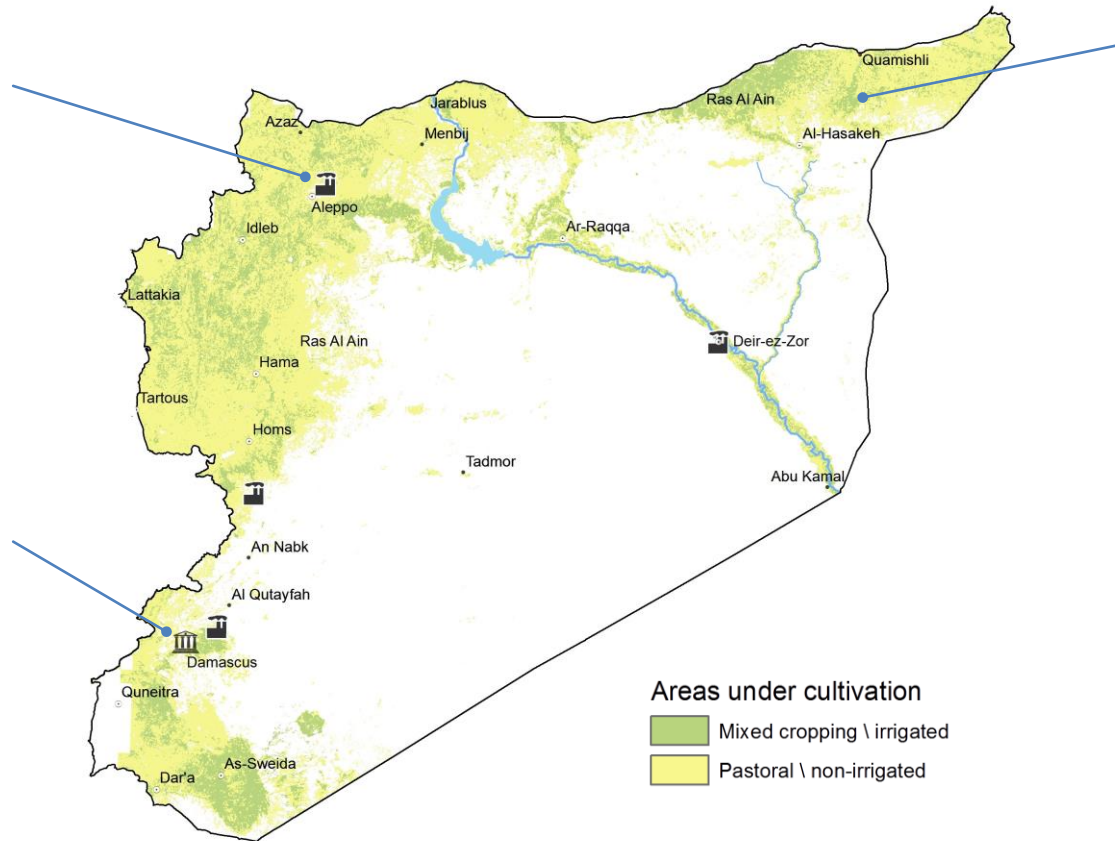 Quamishli
Jarablus
Ras Al Ain
Azaz
Menbij
Al-Hasakeh
Aleppo
Idleb
Ar-Raqqa
Lattakia
Ras Al Ain
Deir-ez-Zor
Hama
Tartous
Homs
Tadmor
Abu Kamal
An Nabk
Al Qutayfah
Damascus
Quneitra
As-Sweida
Dar'a
Areas under cultivation
Mixed cropping \ irrigated
Pastoral \ non-irrigated